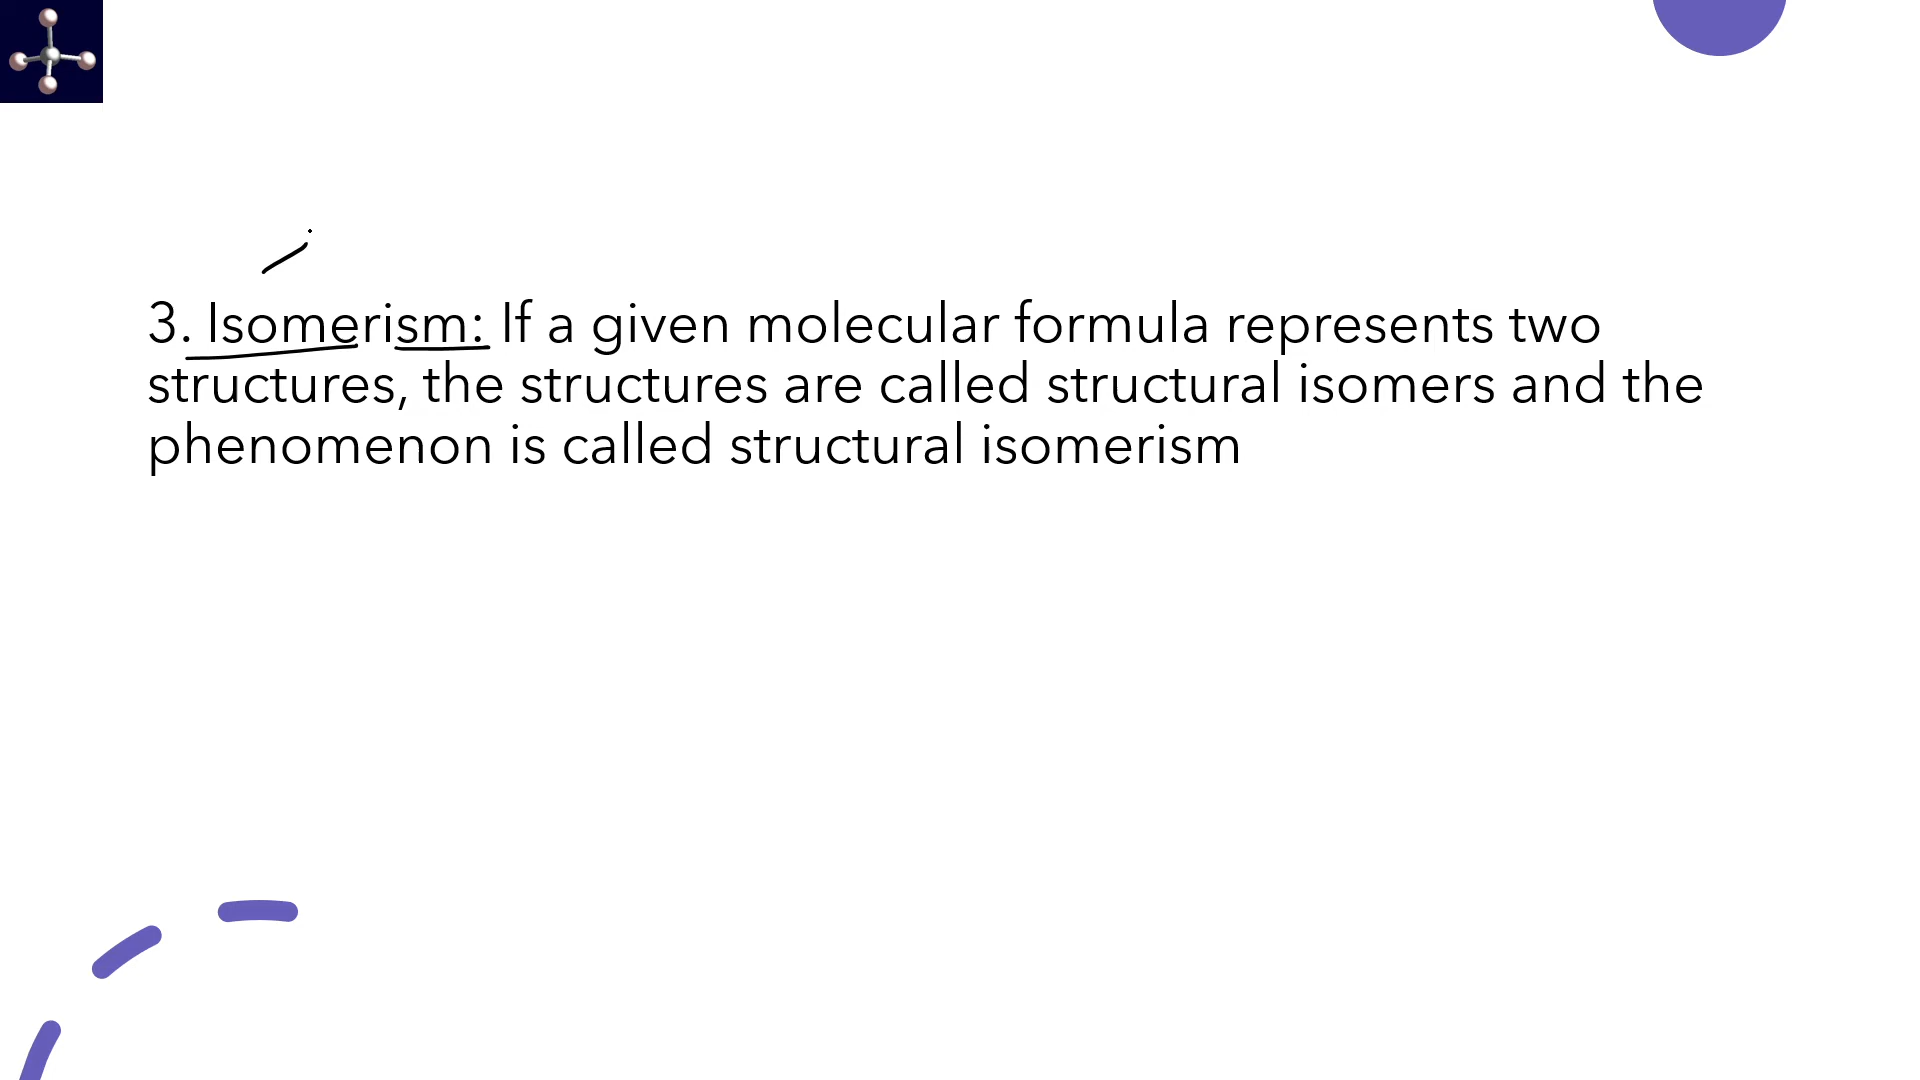 3. Isomerism: If a given molecular formula represents two
structures, the structures are called structural isomers and the
phenomenon is called structural isomerism